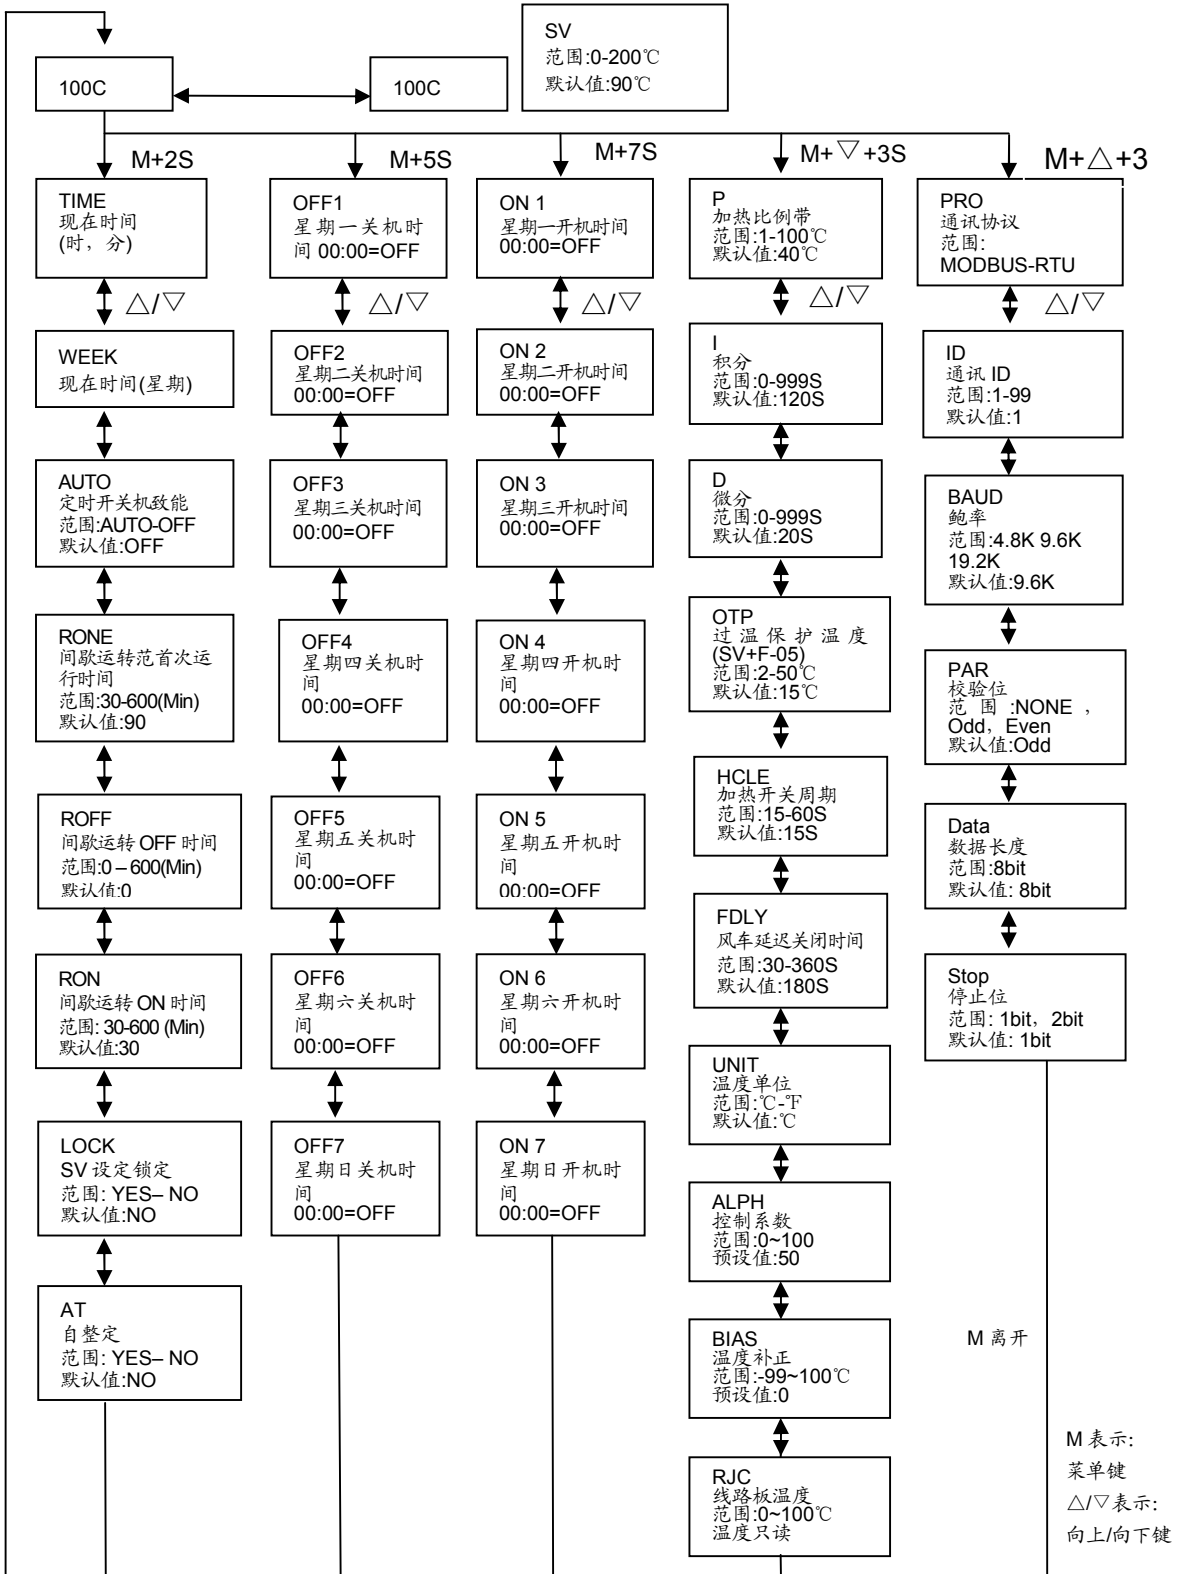 SV
范围:0-200℃
默认值:90℃
100C
100C
M+2S
M+5S
M+7S
M+▽+3S
M+△+3
TIME
现在时间
(时，分)
△/▽
WEEK
现在时间(星期)
AUTO
定时开关机致能
范围:AUTO-OFF
默认值:OFF
RONE
间歇运转范首次运
行时间
范围:30-600(Min)
默认值:90
ROFF
间歇运转 OFF 时间
范围:0 – 600(Min)
默认值:0
RON
间歇运转 ON 时间
范围: 30-600 (Min)
默认值:30
LOCK
SV 设定锁定
范围: YES– NO
默认值:NO
AT
自整定
范围: YES– NO
默认值:NO
OFF1
星期一关机时
间 00:00=OFF
△/▽
OFF2
星期二关机时间
00:00=OFF
OFF3
星期三关机时间
00:00=OFF
OFF4
星期四关机时
间
00:00=OFF
OFF5
星期五关机时
间
00:00=OFF
OFF6
星期六关机时
间
00:00=OFF
OFF7
星期日关机时
间
00:00=OFF
ON 1
星期一开机时间
00:00=OFF
△/▽
ON 2
星期二开机时间
00:00=OFF
ON 3
星期三开机时间
00:00=OFF
ON 4
星期四开机时
间
00:00=OFF
ON 5
星期五开机时
间
00:00=OFF
ON 6
星期六开机时
间
00:00=OFF
ON 7
星期日开机时
间
00:00=OFF
P
加热比例带
范围:1-100℃
默认值:40℃
△/▽
I
积分
范围:0-999S
默认值:120S
D
微分
范围:0-999S
默认值:20S
OTP
过温保护温度
(SV+F-05)
范围:2-50℃
默认值:15℃
HCLE
加热开关周期
范围:15-60S
默认值:15S
FDLY
风车延迟关闭时间
范围:30-360S
默认值:180S
UNIT
温度单位
范围:℃-℉
默认值:℃
ALPH
控制系数
范围:0~100
预设值:50
BIAS
温度补正
范围:-99~100℃
预设值:0
RJC
线路板温度
范围:0~100℃
温度只读
PRO
通讯协议
范围:
MODBUS-RTU
△/▽
ID
通讯 ID
范围:1-99
默认值:1
BAUD
鲍率
范围:4.8K 9.6K
19.2K
默认值:9.6K
PAR
校验位
范围:NONE，
Odd，Even
默认值:Odd
Data
数据长度
范围:8bit
默认值: 8bit
Stop
停止位
范围: 1bit，2bit
默认值: 1bit
M 离开
M 表示:
菜单键
△/▽表示:
向上/向下键